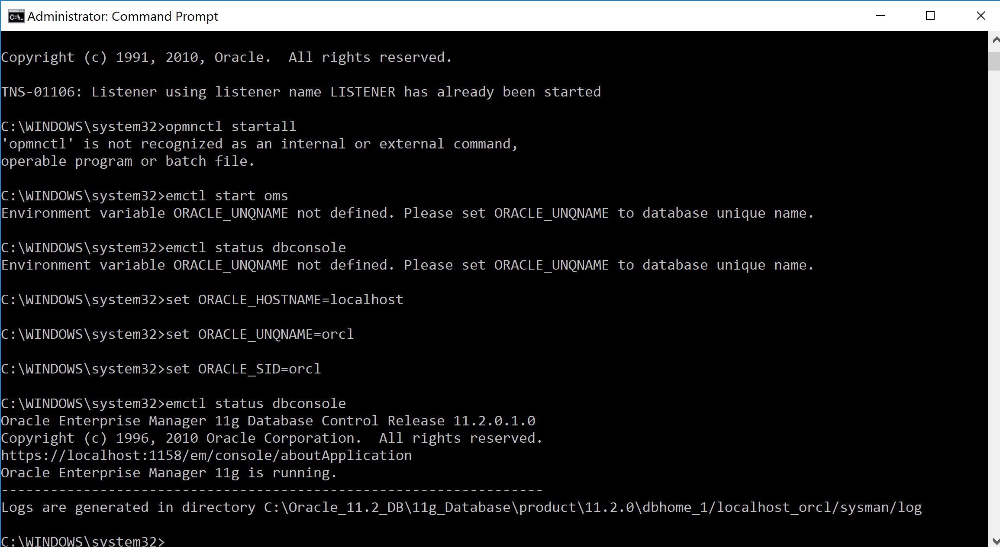 Administrator: Command Prompt
Copyright (c) 1991, 2010, Oracle.  All rights reserved.
TNS-01106: Listener using listener name LISTENER has already been started
C:\WINDOWS\system32>opmnctl startall
'opmnctl' is not recognized as an internal or external command,
operable program or batch file.
C:\WINDOWS\system32>emctl start oms
Environment variable ORACLE_UNQNAME not defined. Please set ORACLE_UNQNAME to database unique name.
C:\WINDOWS\system32>emctl status dbconsole
Environment variable ORACLE_UNQNAME not defined. Please set ORACLE_UNQNAME to database unique name.
C:\WINDOWS\system32>set ORACLE_HOSTNAME=localhost
C:\WINDOWS\system32>set ORACLE_UNQNAME=orcl
C:\WINDOWS\system32>set ORACLE_SID=orcl
C:\WINDOWS\system32>emctl status dbconsole
Oracle Enterprise Manager 11g Database Control Release 11.2.0.1.0
Copyright (c) 1996, 2010 Oracle Corporation.  All rights reserved.
https://localhost:1158/em/console/aboutApplication
Oracle Enterprise Manager 11g is running.
------------------------------------------------------------------
Logs are generated in directory C:\Oracle_11.2_DB\11g_Database\product\11.2.0\dbhome_1/localhost_orcl/sysman/log
C:\WINDOWS\system32>